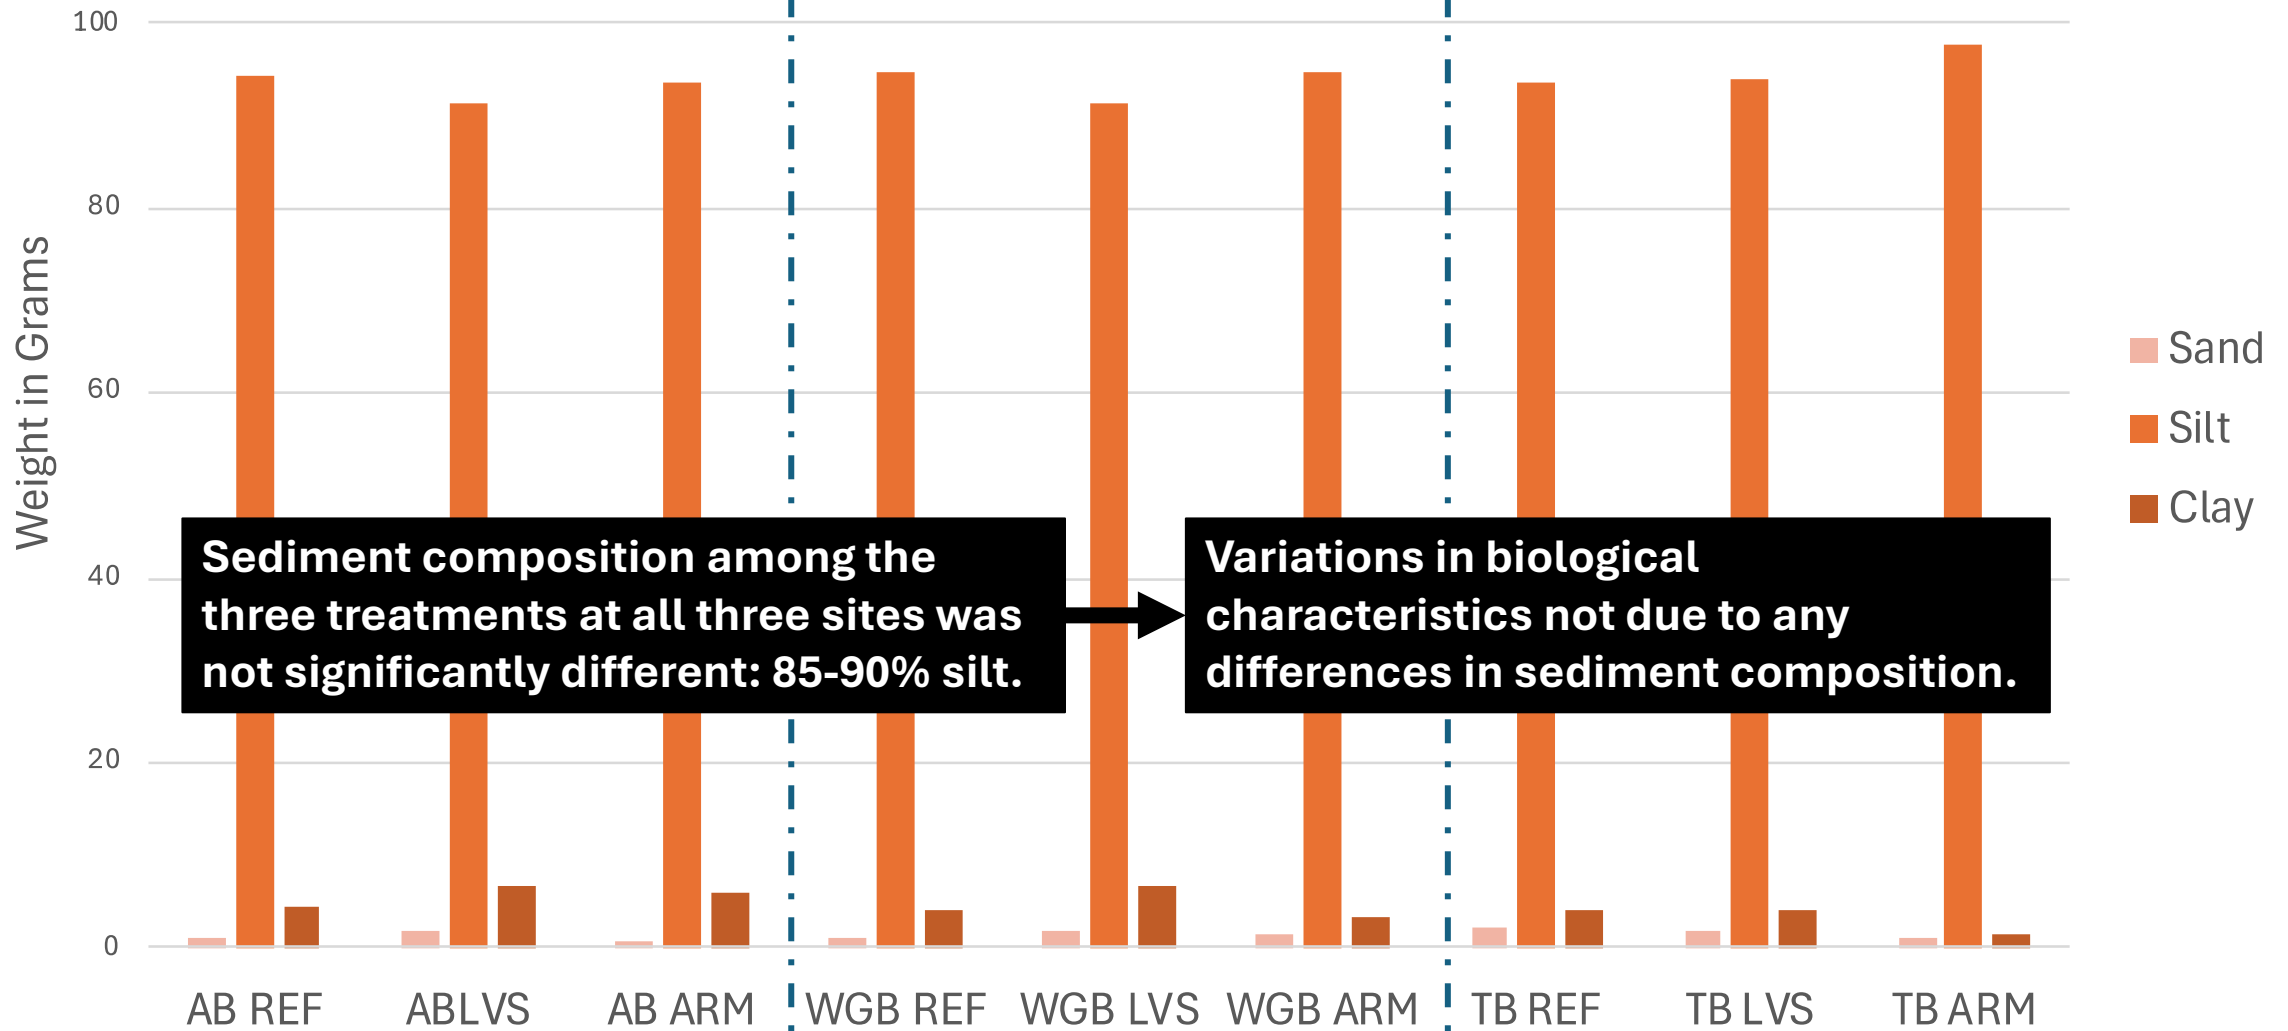 100
80
60
40
20
0
Weight in Grams
Sediment composition among the
three treatments at all three sites was
not significantly different: 85-90% silt.
Variations in biological
characteristics not due to any
differences in sediment composition.
Sand
Silt
Clay
AB REF
ABLVS
AB ARM
WGB REF
WGB LVS
WGB ARM
TB REF
TB LVS
TB ARM